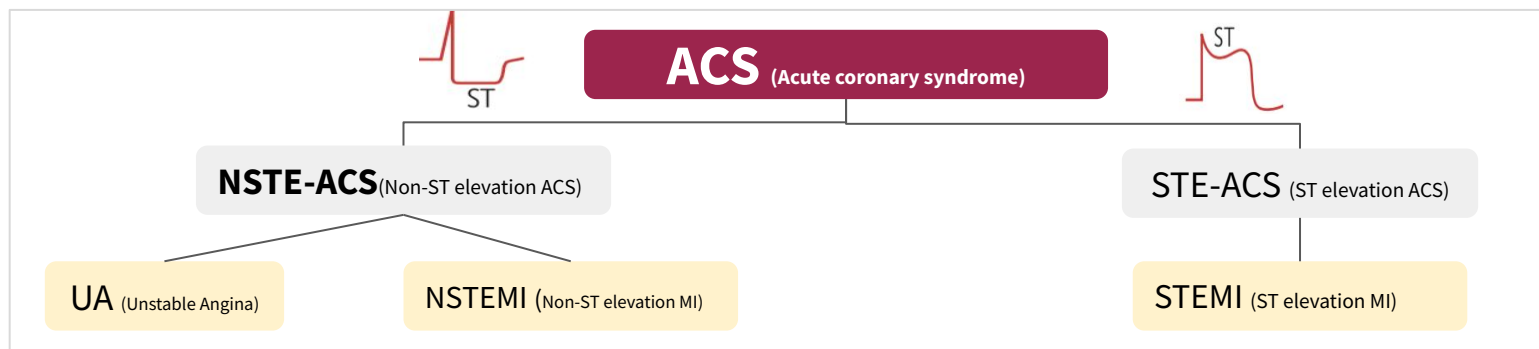 ST
ACS (Acute coronary syndrome)
ST
NSTE-ACS(Non-ST elevation ACS)
STE-ACS (ST elevation ACS)
UA (Unstable Angina)
NSTEMI (Non-ST elevation MI)
STEMI (ST elevation MI)